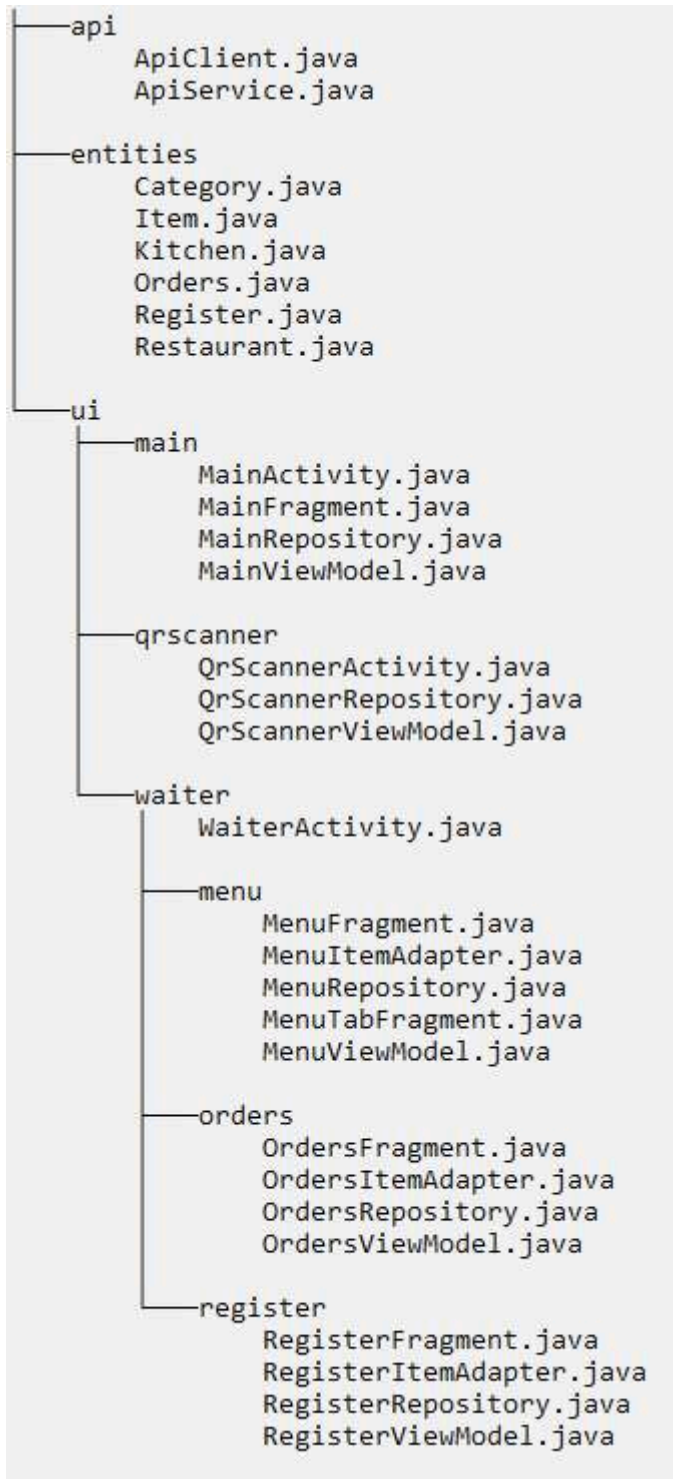 api
ApiClient.java
ApiService.java
entities
Category.java
Item.java
Kitchen.java
Orders.java
Register.java
Restaurant.java
ui
main
MainActivity.java
MainFragment.java
MainRepository.java
MainViewModel.java
qrscanner
QrScannerActivity.java
QrScannerRepository.java
QrScannerViewModel.java
waiter
WaiterActivity.java
menu
MenuFragment.java
MenuItemAdapter.java
MenuRepository.java
MenuTabFragment.java
MenuViewModel.java
orders
OrdersFragment.java
OrdersItemAdapter.java
OrdersRepository.java
OrdersViewModel.java
register
RegisterFragment.java
RegisterItemAdapter.java
RegisterRepository.java
RegisterViewModel.java